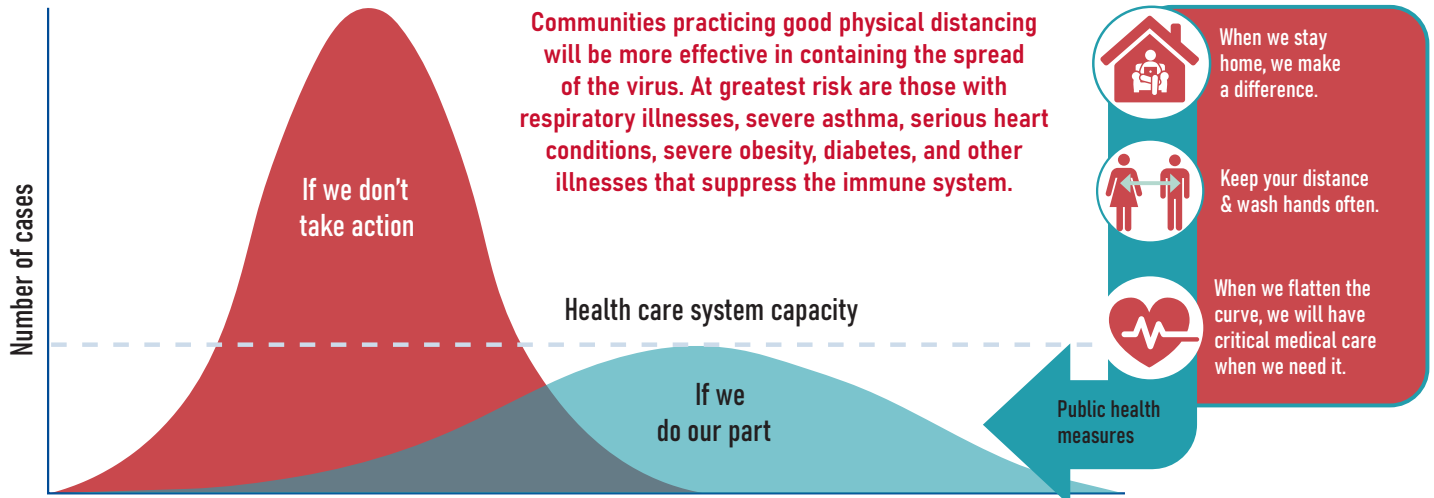 Communities practicing good physical distancing
will be more effective in containing the spread
of the virus. At greatest risk are those with
respiratory illnesses, severe asthma, serious heart
conditions, severe obesity, diabetes, and other
illnesses that suppress the immune system.
Number of cases
If we don't
take action
Health care system capacity
If we
do our part
Public health
measures
When we stay
home, we make
a difference.
Keep your distance
& wash hands often.
When we flatten the
curve, we will have
critical medical care
when we need it.